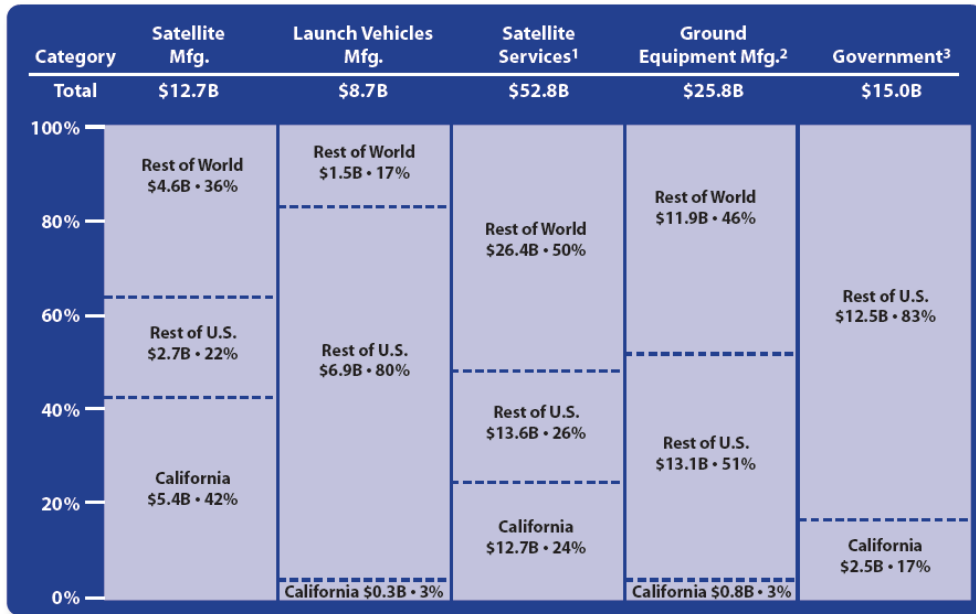 Category
Satellite
Mfg.
Launch Vehicles
Mfg.
Satellite
Services¹
Ground
Equipment Mfg.²
Government³
Total
$12.7B
$8.7B
$52.8B
$25.8B
$15.0B
100%
80%
60%
40%
20%
0%
Rest of World
$4.6B • 36%
Rest of U.S.
$2.7B • 22%
California
$5.4B • 42%
Rest of World
$1.5B • 17%
Rest of U.S.
$6.9B • 80%
California $0.3B • 3%
Rest of World
$26.4B • 50%
Rest of U.S.
$13.6B • 26%
California
$12.7B • 24%
Rest of World
$11.9B • 46%
Rest of U.S.
$13.1B • 51%
California $0.8B • 3%
Rest of U.S.
$12.5B • 83%
California
$2.5B • 17%